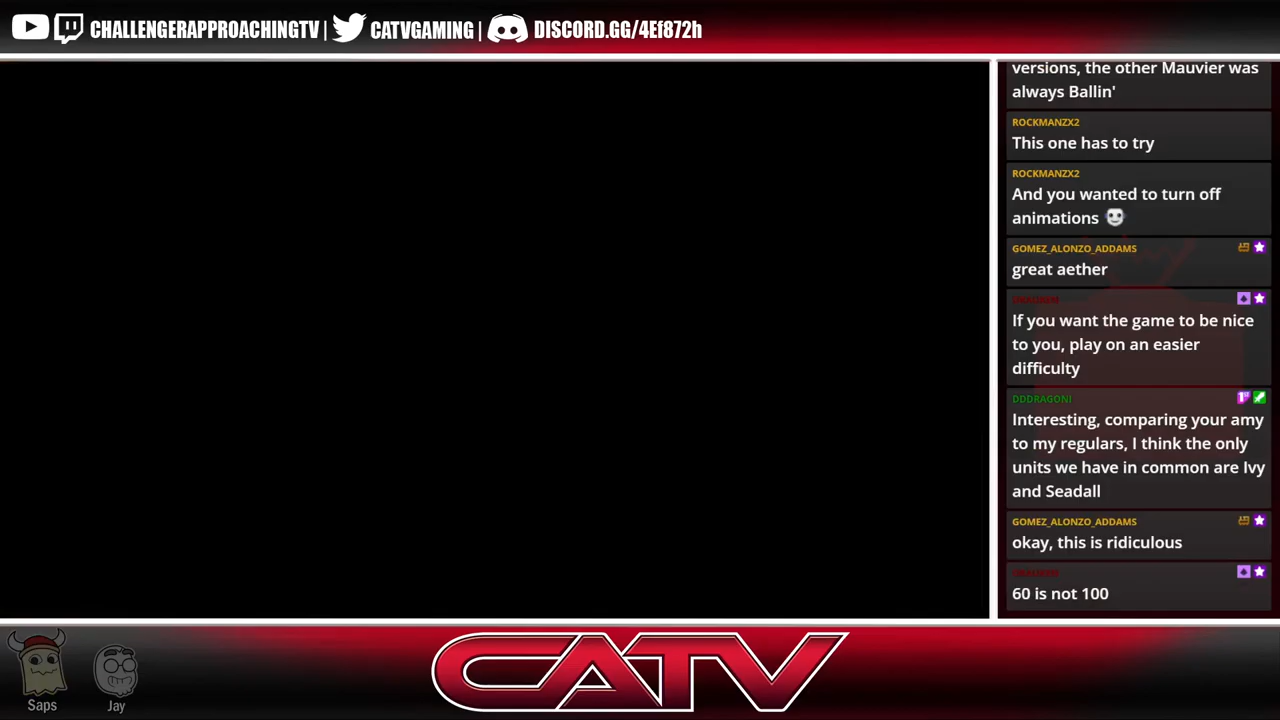 CHALLENGERAPPROACHINGTV | CATVGAMING | DISCORD.GG/4Ef872h
versions, the other Mauvier was
always Ballin'
ROCKMANZX2
This one has to try
ROCKMANZX2
And you wanted to turn off
animations
GOMEZ_ALONZO_ADDAMS
great aether
If you want the game to be nice
to you, play on an easier
difficulty
DDDRAGONI
Interesting, comparing your amy
to my regulars, I think the only
units we have in common are Ivy
and Seadall
GOMEZ_ALONZO_ADDAMS
okay, this is ridiculous
60 is not 100
CATV
Saps
Jay